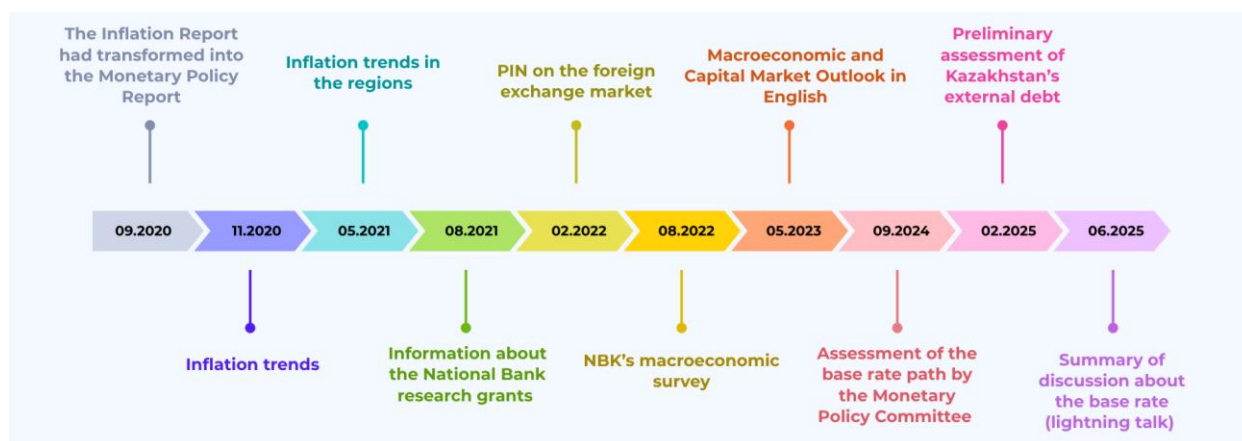 The Inflation Report
had transformed into
the Monetary Policy
Report
Inflation trends in
the regions
PIN on the foreign
exchange market
Macroeconomic and
Capital Market Outlook in
English
Preliminary
assessment of
Kazakhstan's
external debt
09.2020
11.2020
05.2021
08.2021
02.2022
08.2022
05.2023
09.2024
02.2025
06.2025
Inflation trends
Information about
the National Bank
research grants
NBK's macroeconomic
survey
Assessment of the
base rate path by
the Monetary
Policy Committee
Summary of
discussion about
the base rate
(lightning talk)